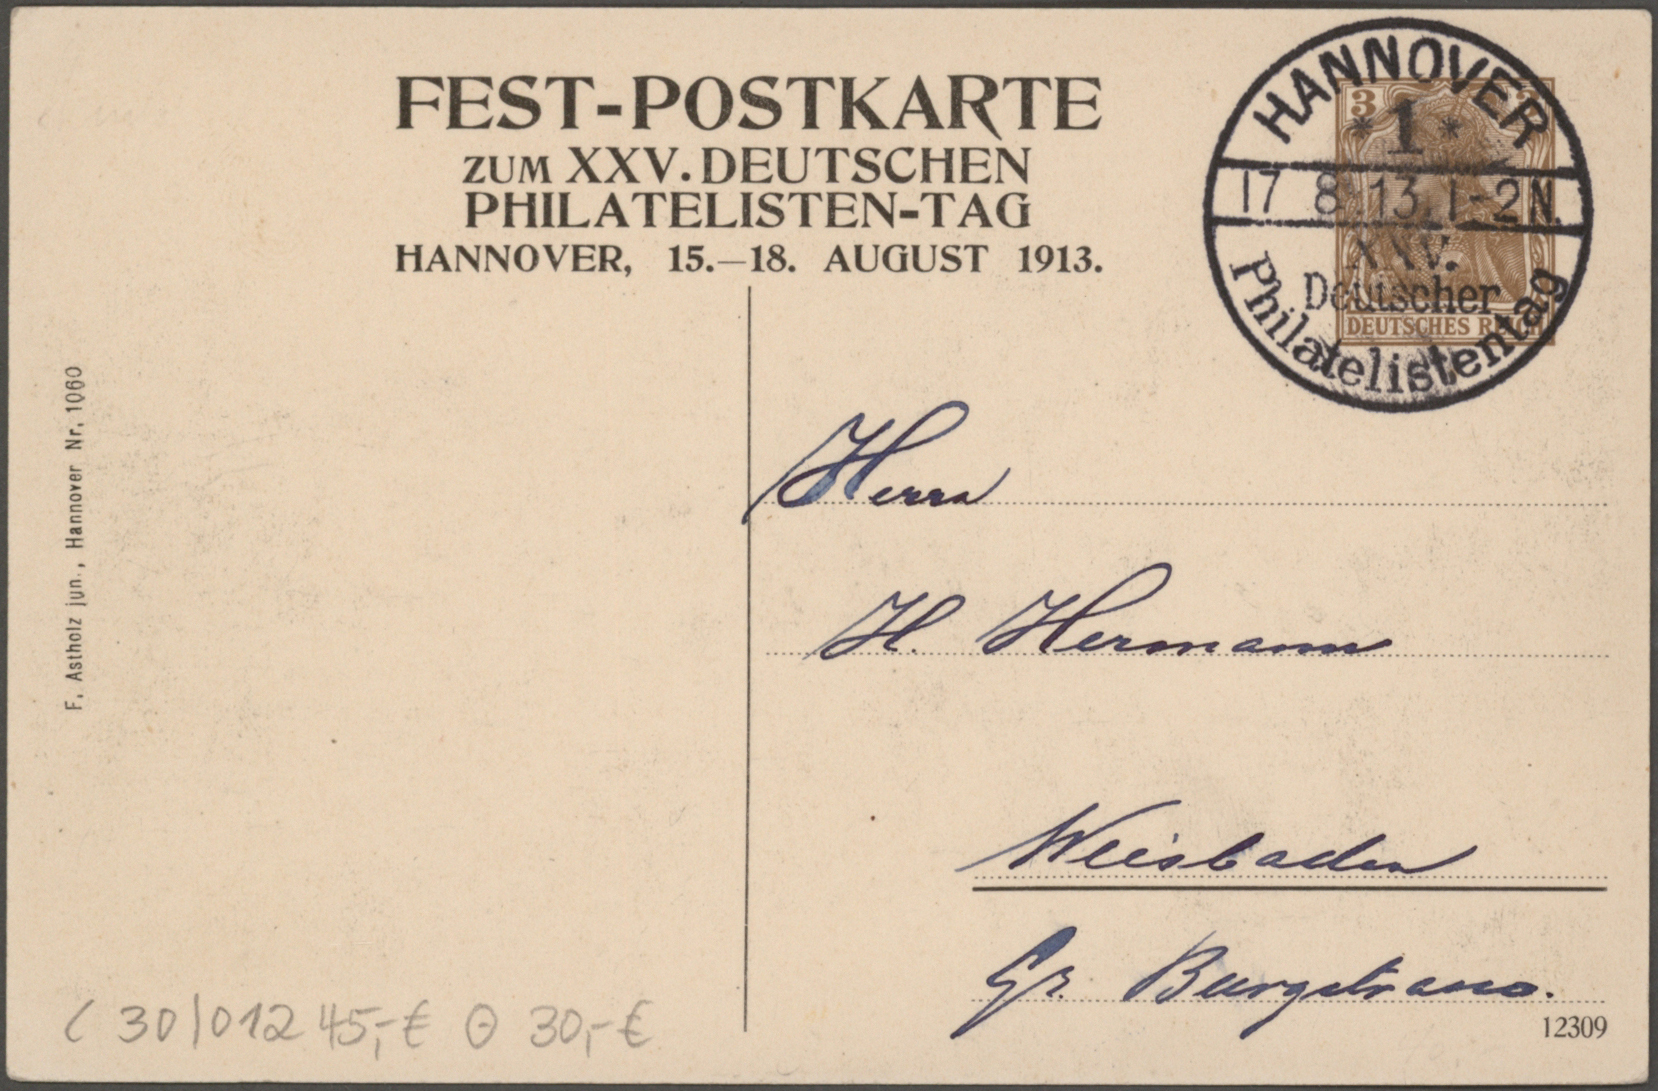 FEST-POSTKARTE
ZUM XXV. DEUTSCHEN
PHILATELISTEN-TAG
HANNOVER, 15.—18. AUGUST 1913.
HANNOVER
* 1 *
17 8. 13. 1-2 N.
XXV.
Deutscher
Philatelistentag
3
DEUTSCHES REICH
F. Astholz jun., Hannover Nr. 1060
Herrn
H. Hermann
Wiesbaden
Gr. Burgstrasse.
12309
( 30/012 45,-€ ⊙ 30,-€